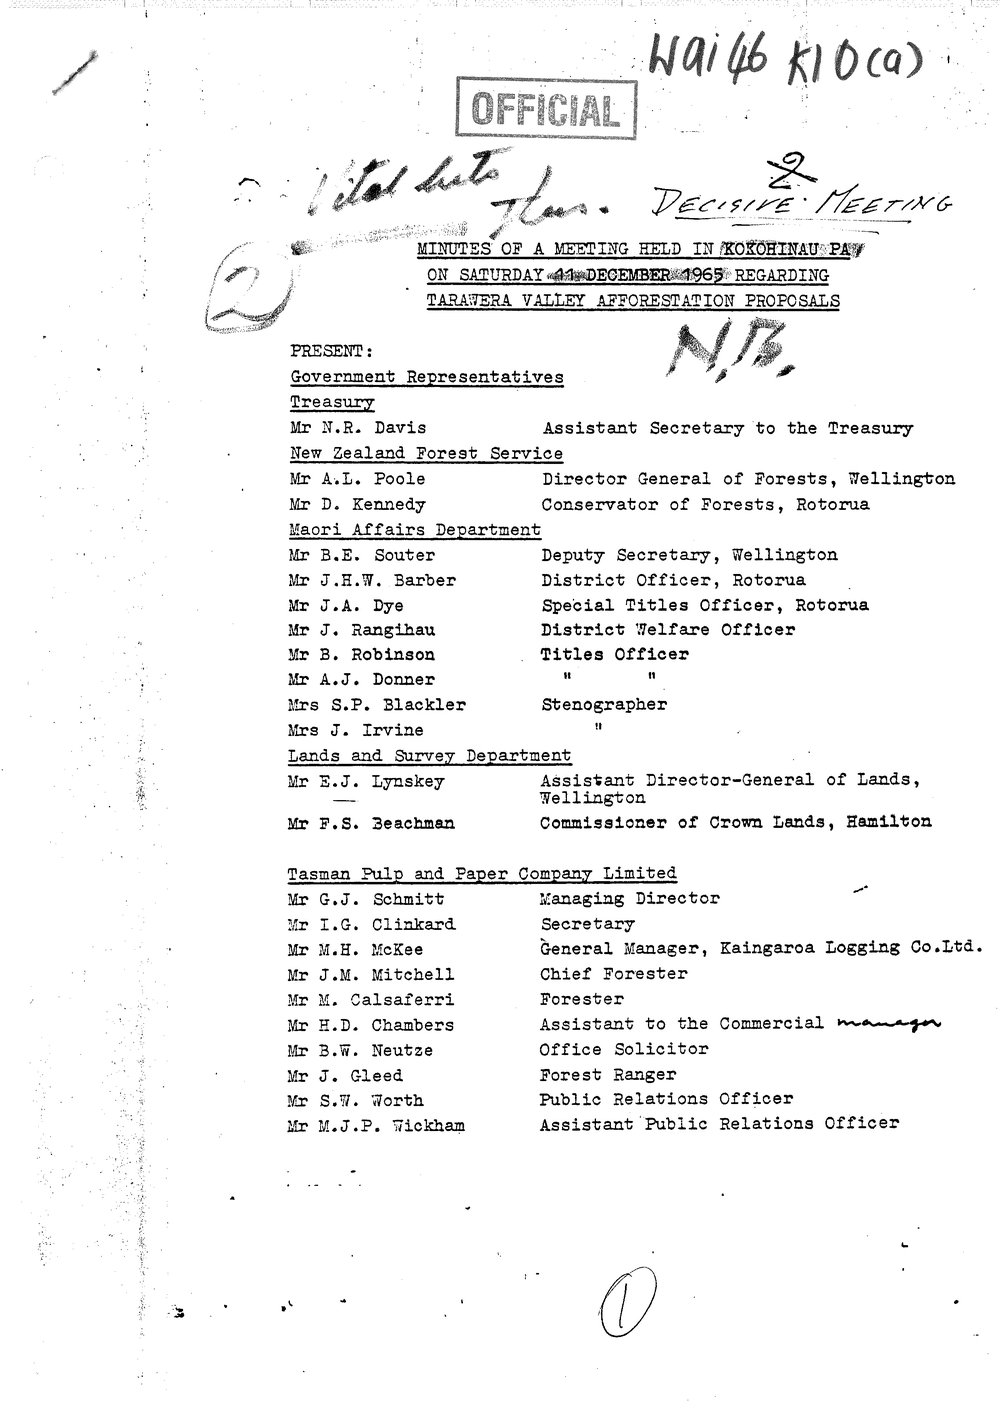 Wai 46 K10(a)
OFFICIAL
Vital
2
DECISIVE MEETING
2
MINUTES OF A MEETING HELD IN KOKOHINAU PA
ON SATURDAY 11 DECEMBER 1965 REGARDING
TARAWERA VALLEY AFFORESTATION PROPOSALS
N.B.
PRESENT:
Government Representatives
Treasury
Mr N.R. Davis Assistant Secretary to the Treasury
New Zealand Forest Service
Mr A.L. Poole Director General of Forests, Wellington
Mr D. Kennedy Conservator of Forests, Rotorua
Maori Affairs Department
Mr B.E. Souter Deputy Secretary, Wellington
Mr J.H.W. Barber District Officer, Rotorua
Mr J.A. Dye Special Titles Officer, Rotorua
Mr J. Rangihau District Welfare Officer
Mr B. Robinson Titles Officer
Mr A.J. Donner " "
Mrs S.P. Blackler Stenographer
Mrs J. Irvine "
Lands and Survey Department
Mr E.J. Lynskey Assistant Director-General of Lands,
Wellington
Mr F.S. Beachman Commissioner of Crown Lands, Hamilton
Tasman Pulp and Paper Company Limited
Mr G.J. Schmitt Managing Director
Mr I.G. Clinkard Secretary
Mr M.H. McKee General Manager, Kaingaroa Logging Co.Ltd.
Mr J.M. Mitchell Chief Forester
Mr M. Calsaferri Forester
Mr H.D. Chambers Assistant to the Commercial manager
Mr B.W. Neutze Office Solicitor
Mr J. Gleed Forest Ranger
Mr S.W. Worth Public Relations Officer
Mr M.J.P. Wickham Assistant Public Relations Officer
1